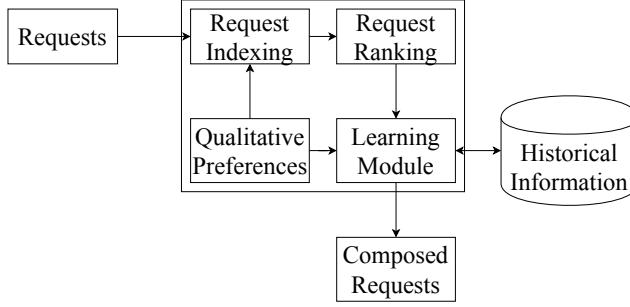 Requests
Request
Indexing
Request
Ranking
Qualitative
Preferences
Learning
Module
Historical
Information
Composed
Requests